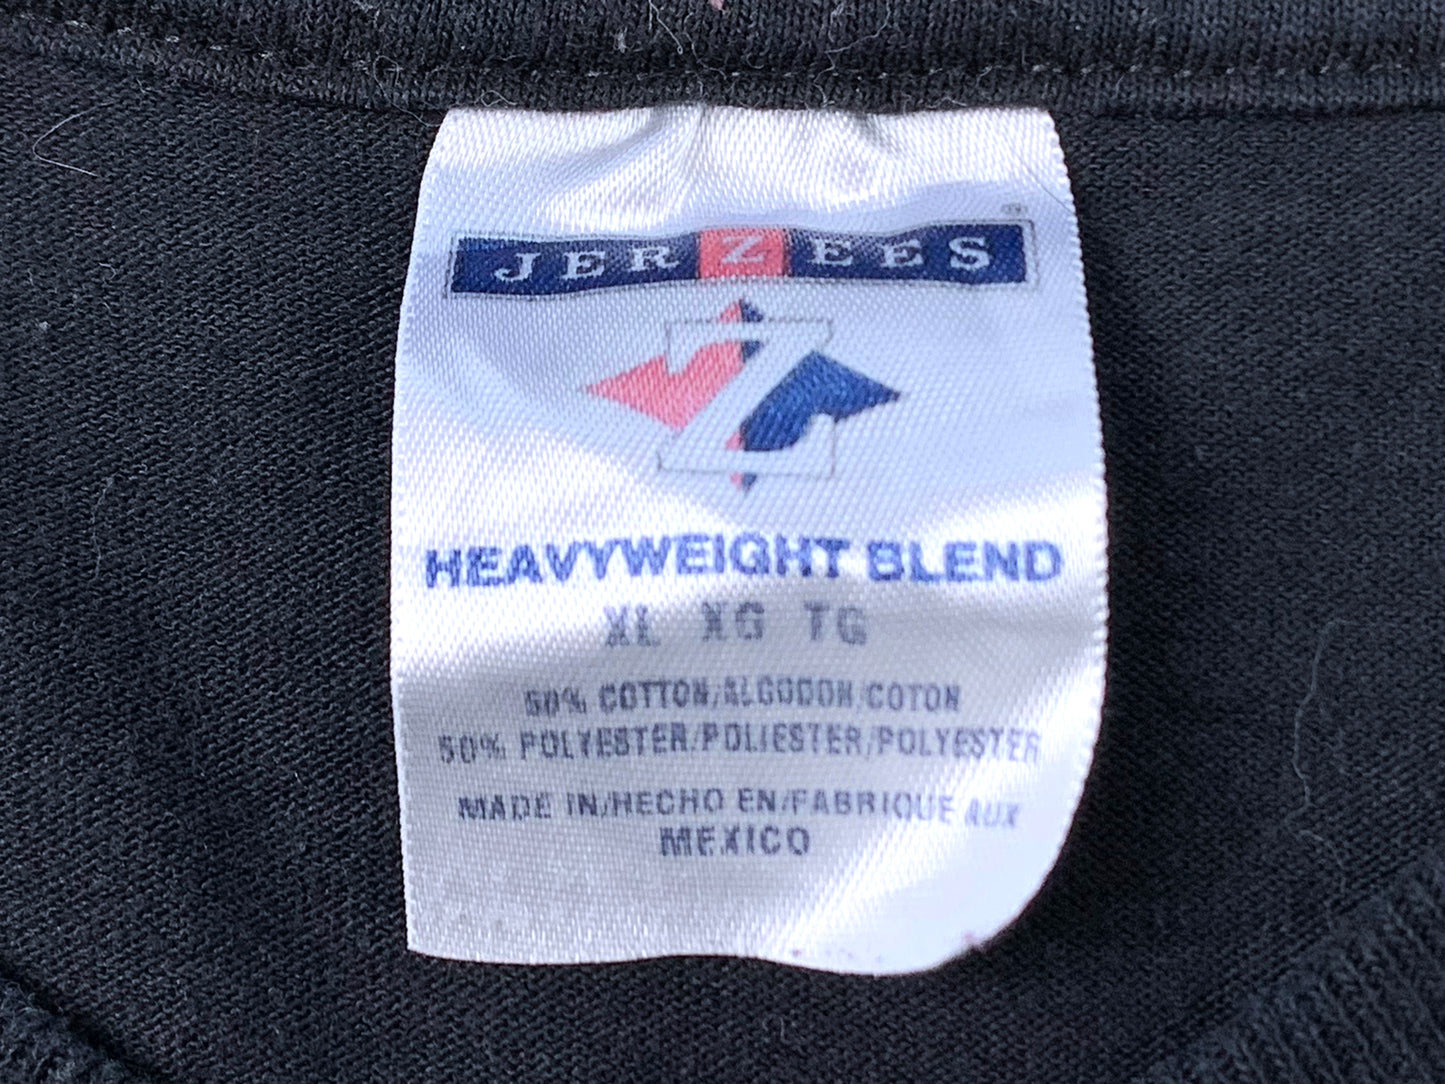 JERZEES
Z
HEAVYWEIGHT BLEND
XL XG TG
50% COTTON/ALGODON/COTON
50% POLYESTER/POLIESTER/POLYESTER
MADE IN/HECHO EN/FABRIQUE AUX
MEXICO